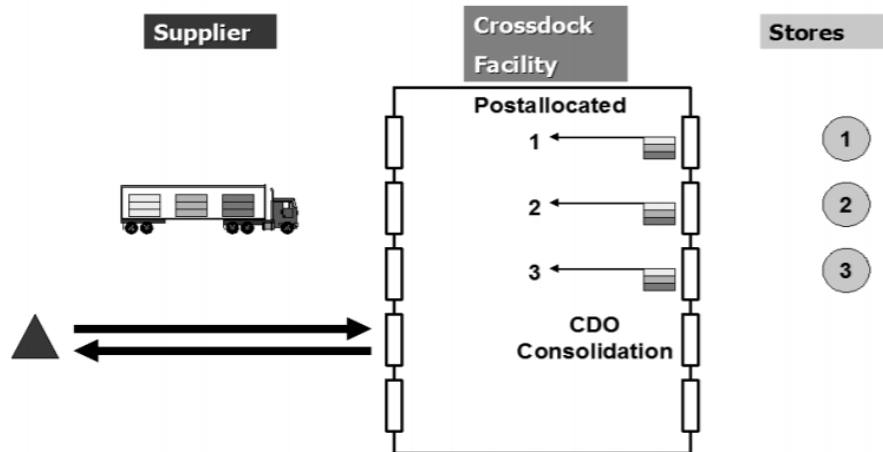 Supplier
Crossdock
Facility
Stores
Postallocated
1
1
2
2
3
3
CDO
Consolidation